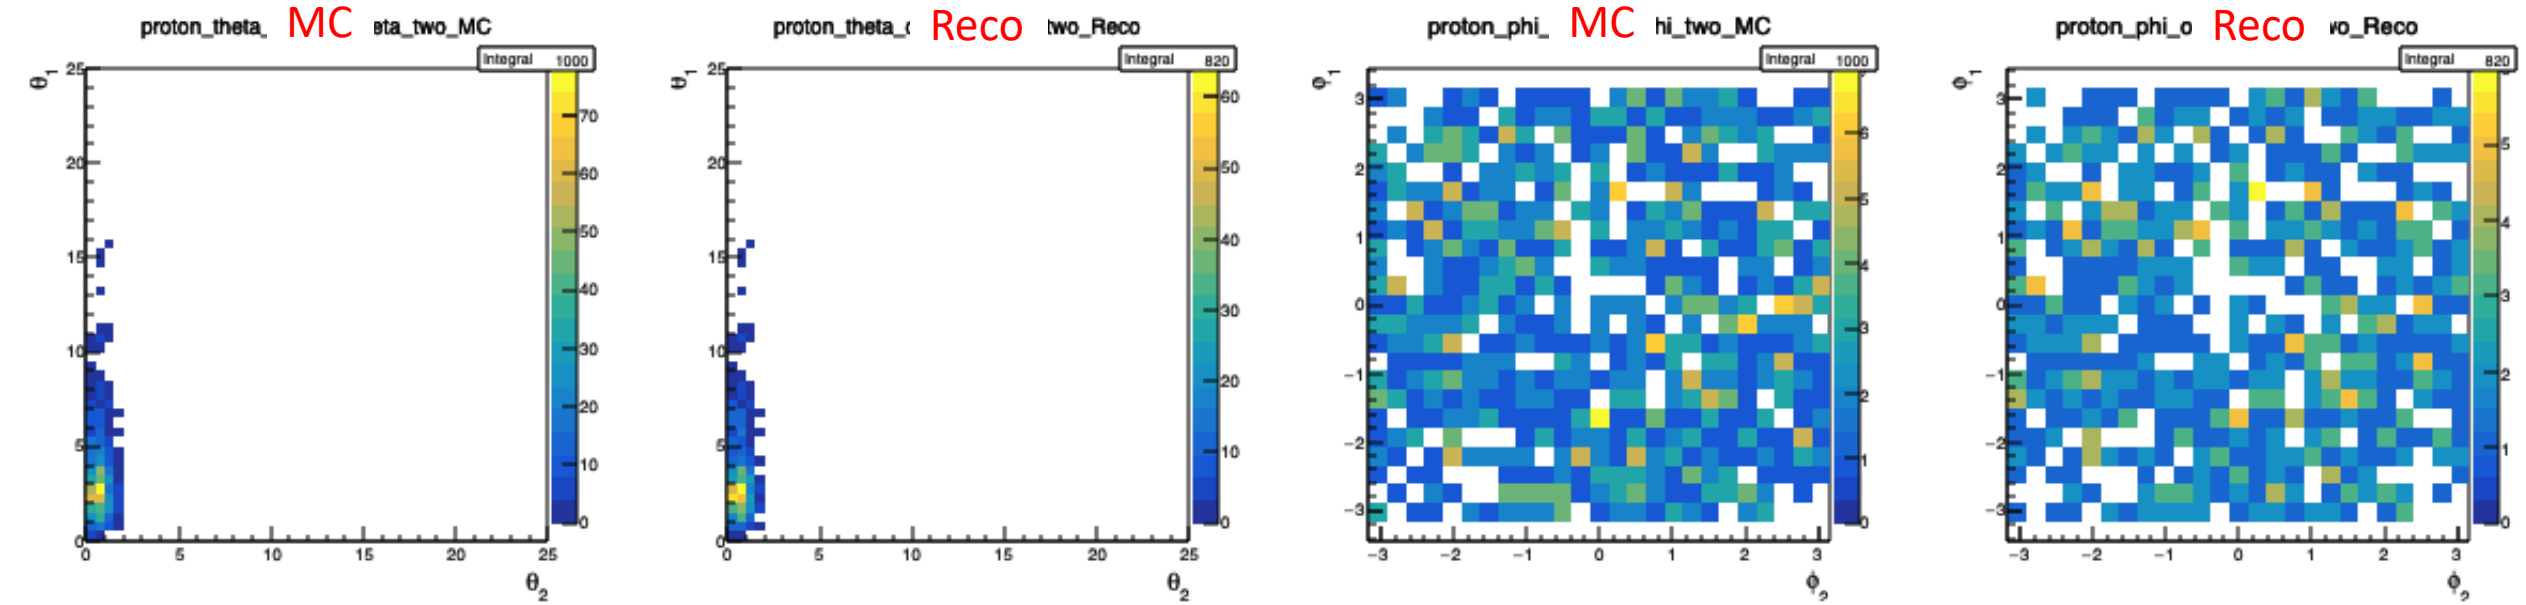 proton_theta_ MC eta_two_MC
Integral 1000
θ1
25
20
15
10
5
0
0 5 10 15 20 25
θ2
70
60
50
40
30
20
10
0
proton_theta_o Reco two_Reco
Integral 820
θ1
25
20
15
10
5
0
0 5 10 15 20 25
θ2
60
50
40
30
20
10
0
proton_phi_ MC hi_two_MC
Integral 1000
ϕ1
3
2
1
0
−1
−2
−3
−3 −2 −1 0 1 2 3
ϕ2
6
5
4
3
2
1
0
proton_phi_o Reco wo_Reco
Integral 820
ϕ1
3
2
1
0
−1
−2
−3
−3 −2 −1 0 1 2 3
ϕ2
5
4
3
2
1
0